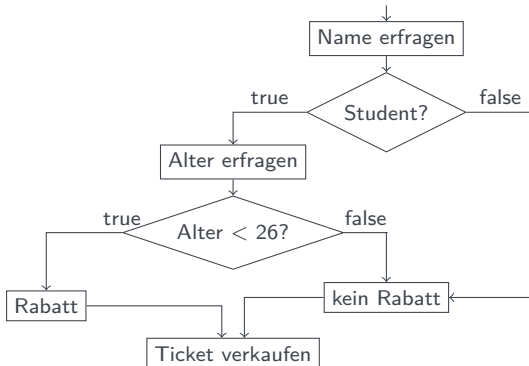 Name erfragen
true
Student?
false
Alter erfragen
true
Alter < 26?
false
Rabatt
kein Rabatt
Ticket verkaufen